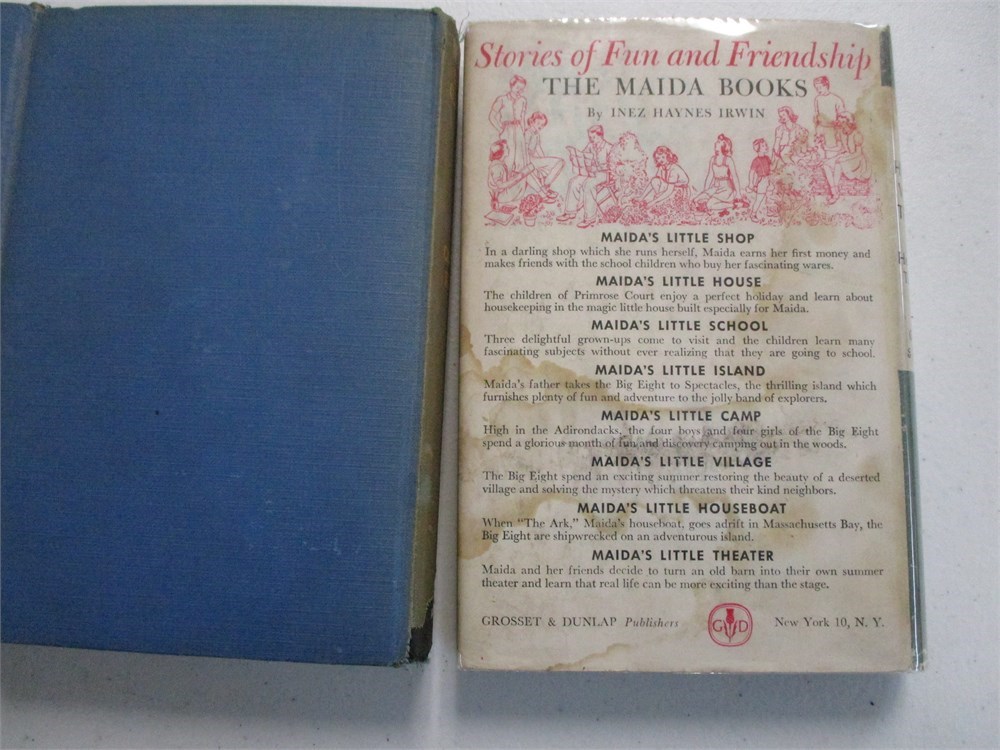 Stories of Fun and Friendship
THE MAIDA BOOKS
By INEZ HAYNES IRWIN
MAIDA'S LITTLE SHOP
In a darling shop which she runs herself, Maida earns her first money and
makes friends with the school children who buy her fascinating wares.
MAIDA'S LITTLE HOUSE
The children of Primrose Court enjoy a perfect holiday and learn about
housekeeping in the magic little house built especially for Maida.
MAIDA'S LITTLE SCHOOL
Three delightful grown-ups come to visit and the children learn many
fascinating subjects without ever realizing that they are going to school.
MAIDA'S LITTLE ISLAND
Maida's father takes the Big Eight to Spectacles, the thrilling island which
furnishes plenty of fun and adventure to the jolly band of explorers.
MAIDA'S LITTLE CAMP
High in the Adirondacks, the four boys and four girls of the Big Eight
spend a glorious month of fun and discovery camping out in the woods.
MAIDA'S LITTLE VILLAGE
The Big Eight spend an exciting summer restoring the beauty of a deserted
village and solving the mystery which threatens their kind neighbors.
MAIDA'S LITTLE HOUSEBOAT
When "The Ark," Maida's houseboat, goes adrift in Massachusetts Bay, the
Big Eight are shipwrecked on an adventurous island.
MAIDA'S LITTLE THEATER
Maida and her friends decide to turn an old barn into their own summer
theater and learn that real life can be more exciting than the stage.
GROSSET & DUNLAP Publishers G D New York 10, N. Y.